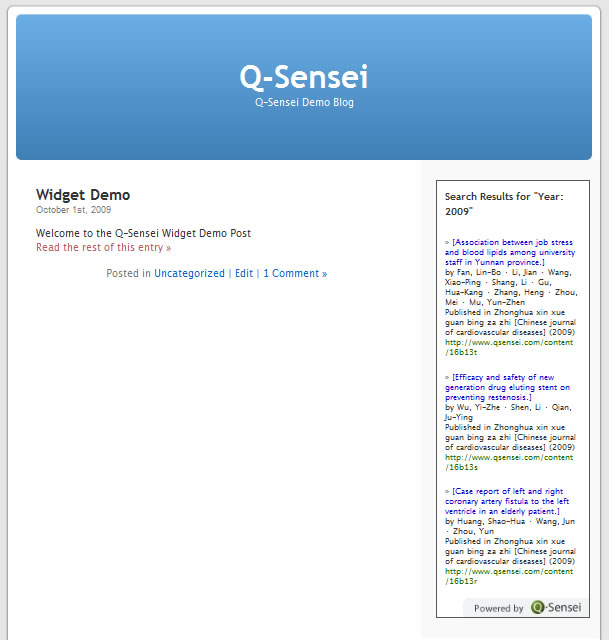 Q-Sensei
Q-Sensei Demo Blog
Widget Demo
October 1st, 2009
Welcome to the Q-Sensei Widget Demo Post
Read the rest of this entry »
Posted in Uncategorized | Edit | 1 Comment »
Search Results for "Year:
2009"
» [Association between job stress
and blood lipids among university
staff in Yunnan province.]
by Fan, Lin-Bo · Li, Jian · Wang,
Xiao-Ping · Shang, Li · Gu,
Hua-Kang · Zhang, Heng · Zhou,
Mei · Mu, Yun-Zhen
Published in Zhonghua xin xue
guan bing za zhi [Chinese journal
of cardiovascular diseases] (2009)
http://www.qsensei.com/content
/16b13t
» [Efficacy and safety of new
generation drug eluting stent on
preventing restenosis.]
by Wu, Yi-Zhe · Shen, Li · Qian,
Ju-Ying
Published in Zhonghua xin xue
guan bing za zhi [Chinese journal
of cardiovascular diseases] (2009)
http://www.qsensei.com/content
/16b13s
» [Case report of left and right
coronary artery fistula to the left
ventricle in an elderly patient.]
by Huang, Shao-Hua · Wang, Jun
· Zhou, Yun
Published in Zhonghua xin xue
guan bing za zhi [Chinese journal
of cardiovascular diseases] (2009)
http://www.qsensei.com/content
/16b13r
Powered by Q·Sensei